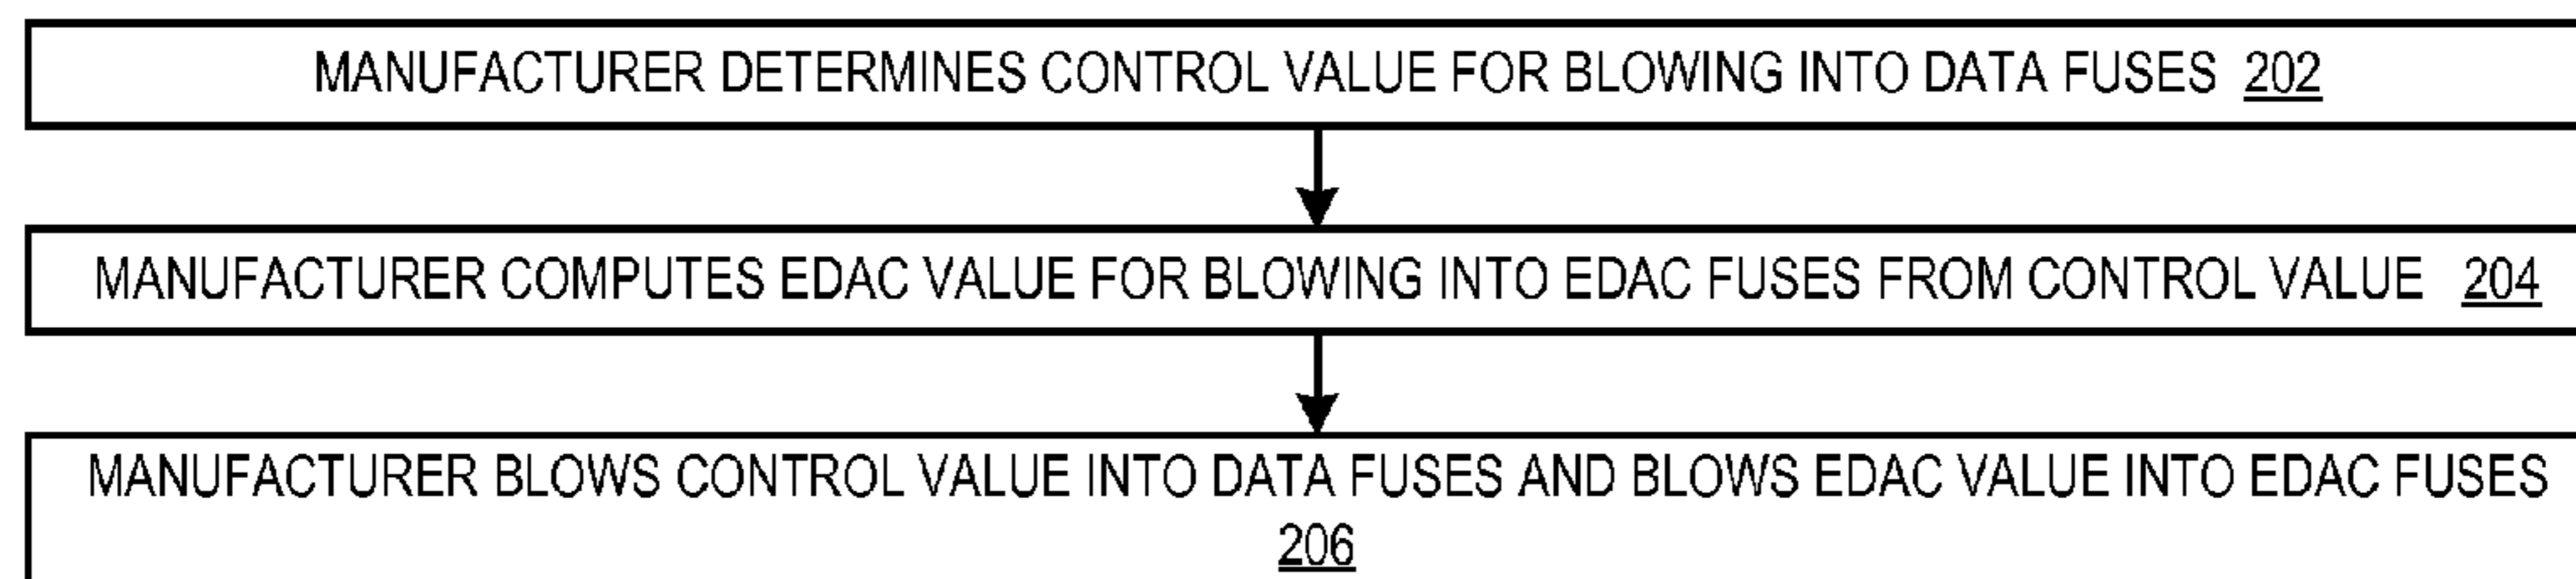 MANUFACTURER DETERMINES CONTROL VALUE FOR BLOWING INTO DATA FUSES 202
MANUFACTURER COMPUTES EDAC VALUE FOR BLOWING INTO EDAC FUSES FROM CONTROL VALUE 204
MANUFACTURER BLOWS CONTROL VALUE INTO DATA FUSES AND BLOWS EDAC VALUE INTO EDAC FUSES
206